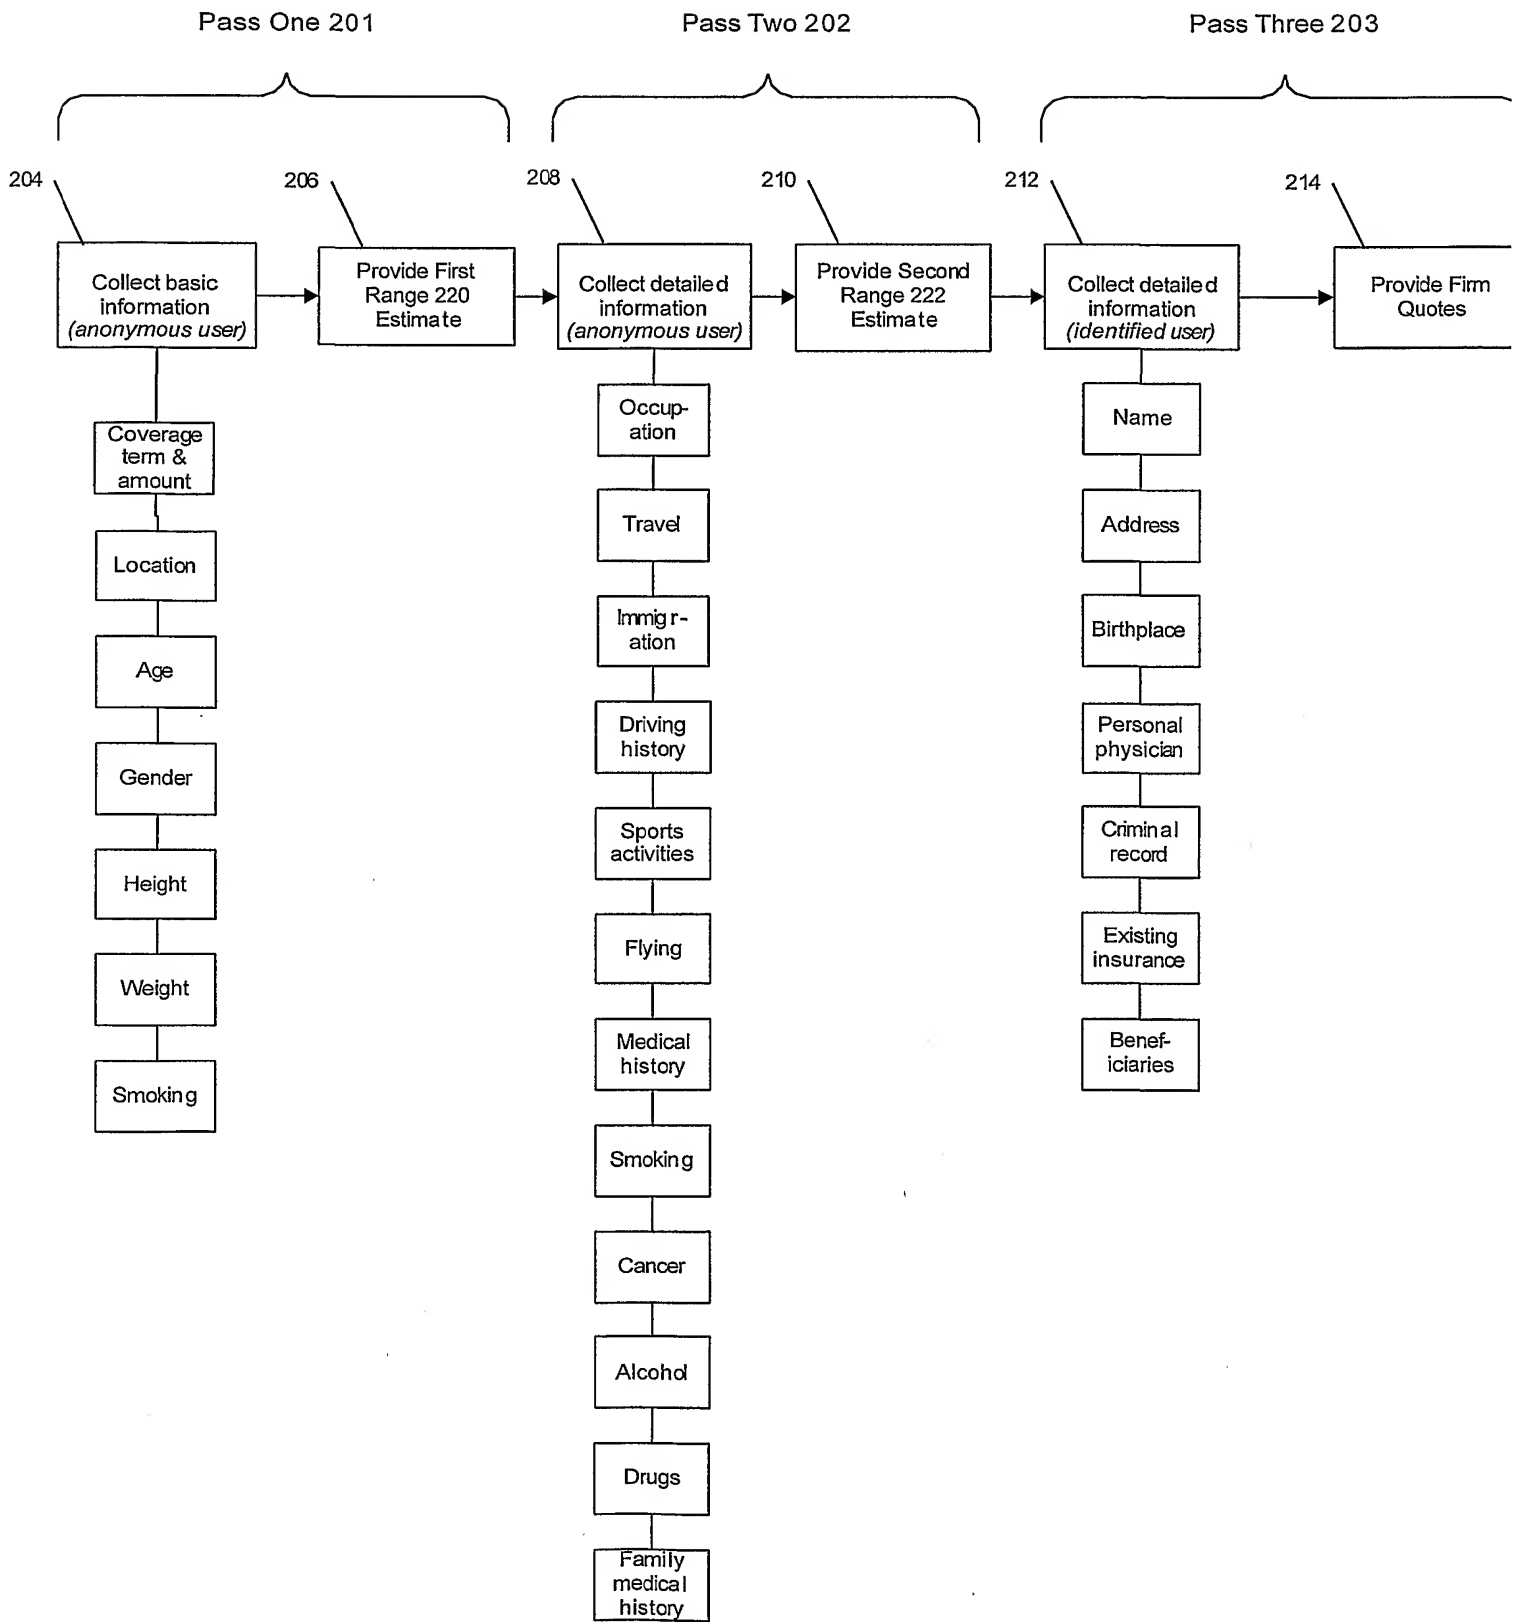 Pass One 201
Pass Two 202
Pass Three 203
204
206
208
210
212
214
Collect basic
information
(anonymous user)
Provide First
Range 220
Estimate
Collect detailed
information
(anonymous user)
Provide Second
Range 222
Estimate
Collect detailed
information
(identified user)
Provide Firm
Quotes
Coverage
term &
amount
Location
Age
Gender
Height
Weight
Smoking
Occup-
ation
Travel
Immigr-
ation
Driving
history
Sports
activities
Flying
Medical
history
Smoking
Cancer
Alcohol
Drugs
Family
medical
history
Name
Address
Birthplace
Personal
physician
Criminal
record
Existing
insurance
Benef-
iciaries